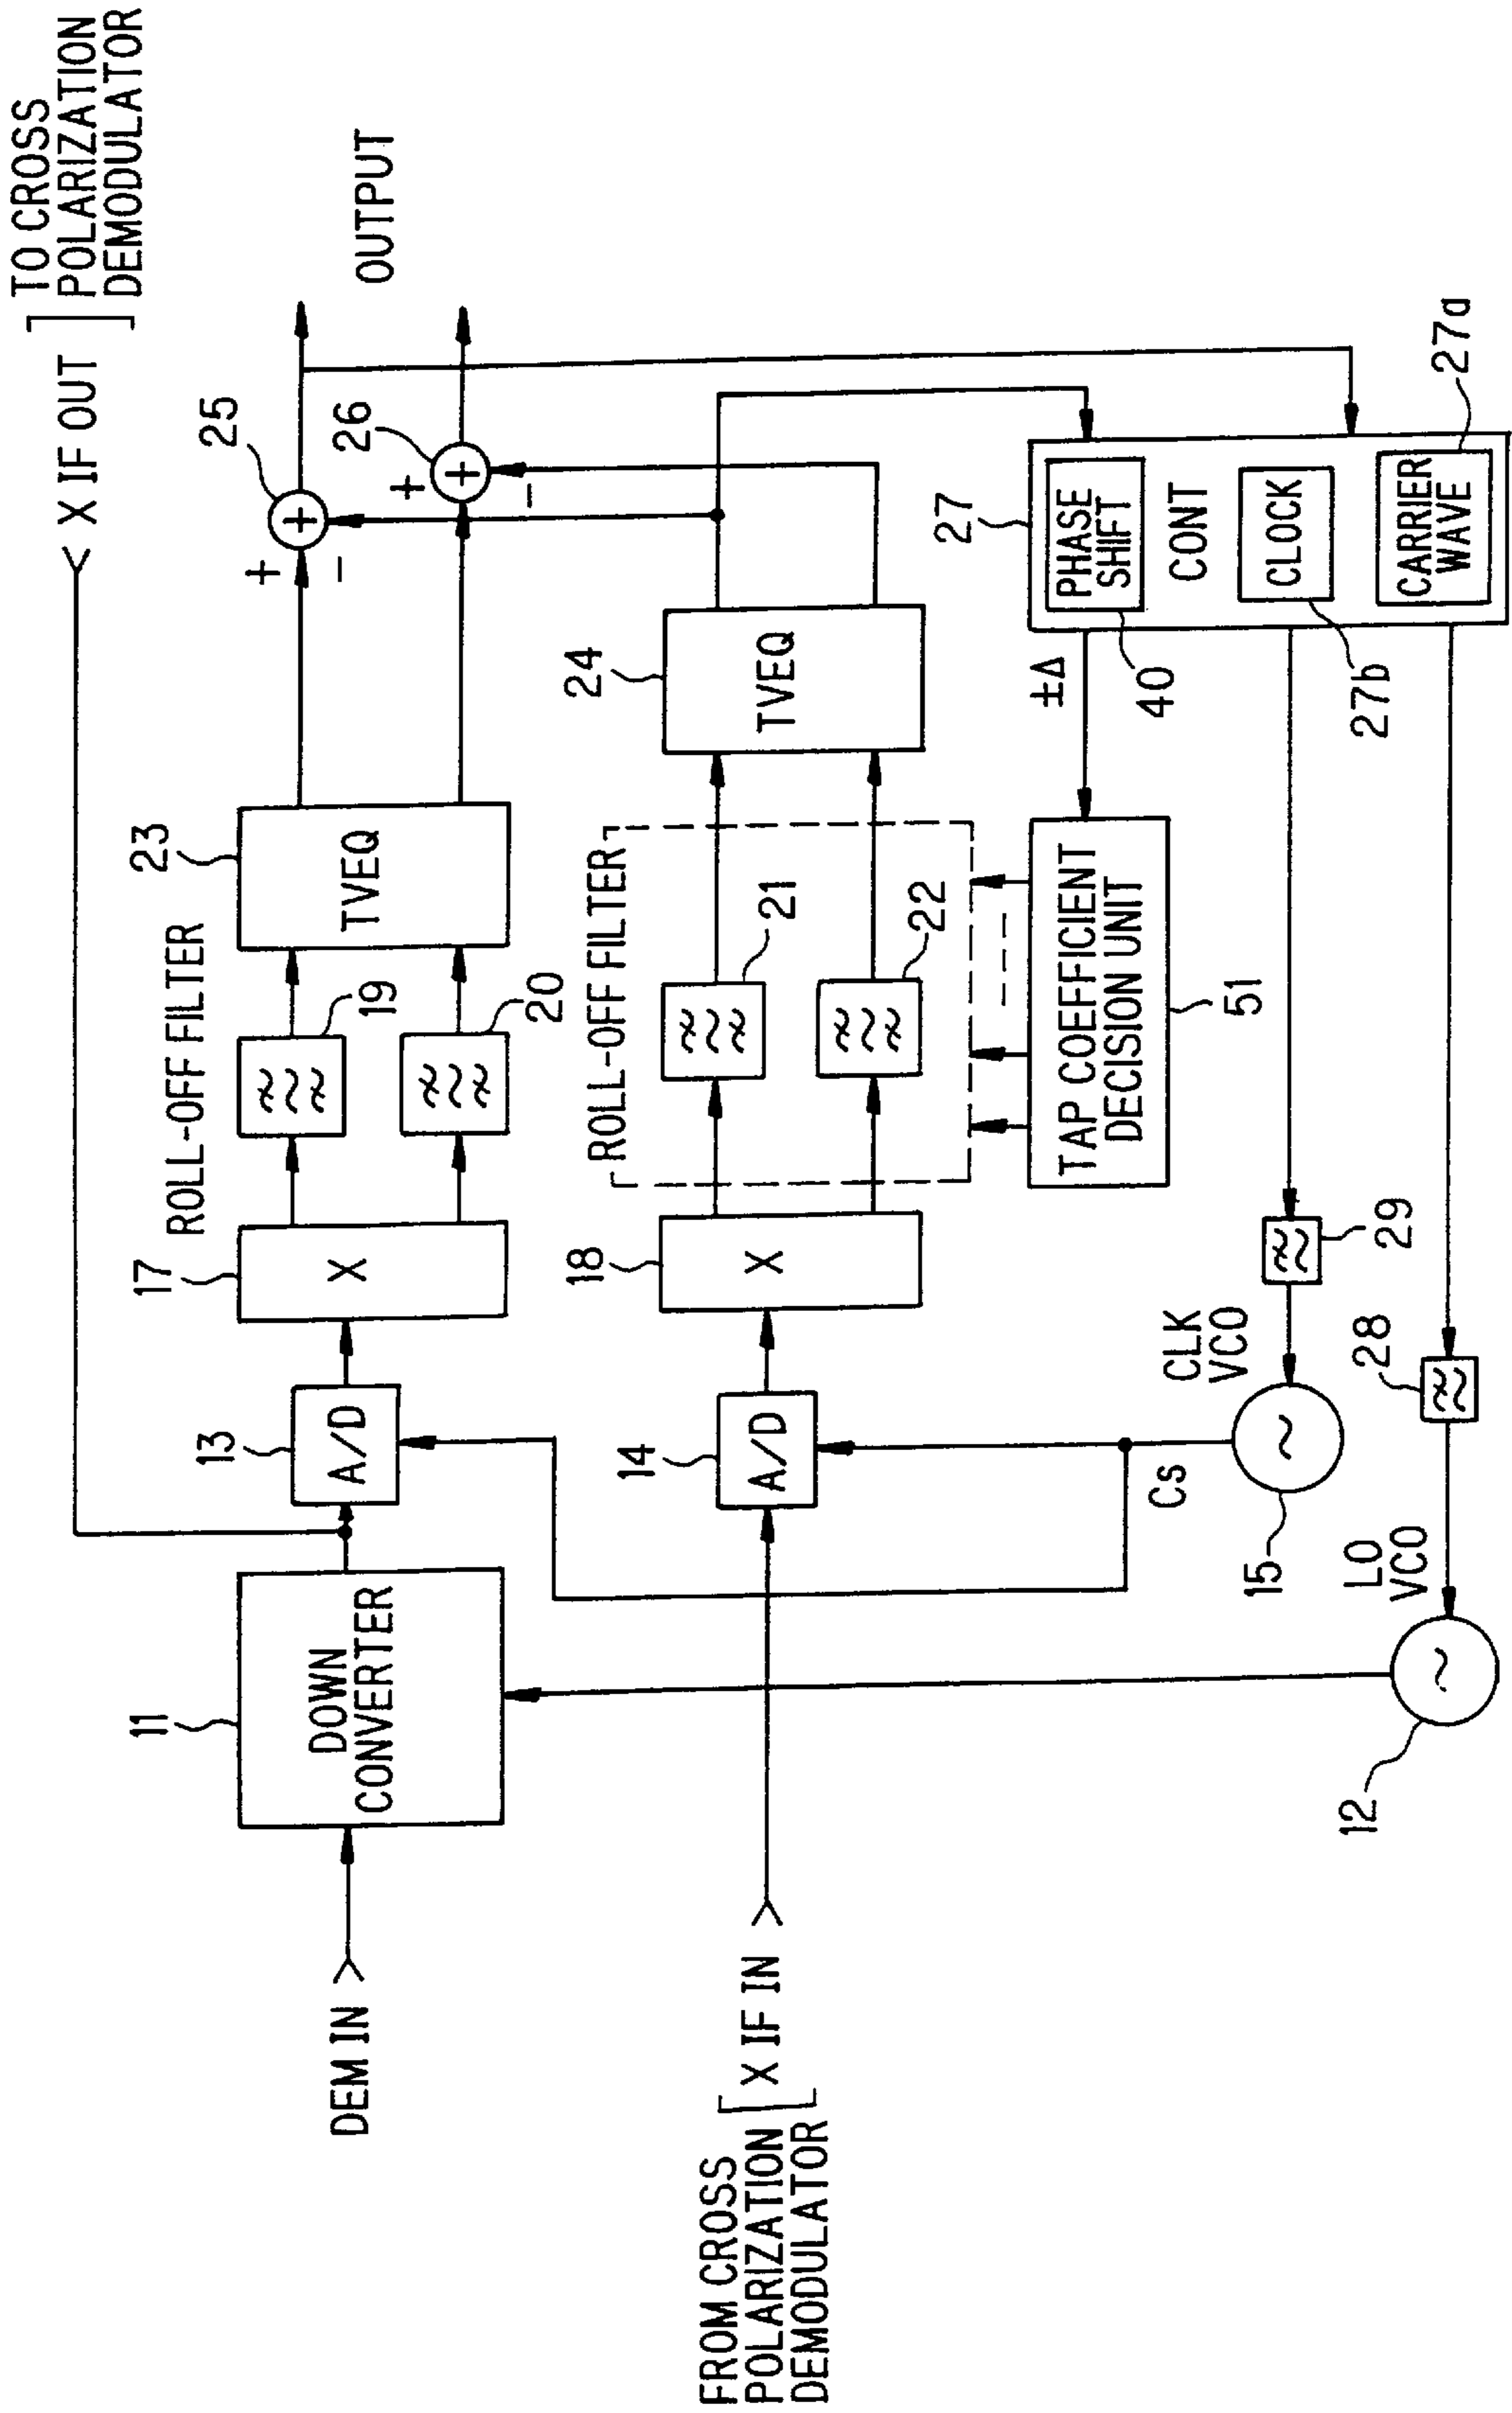 TO CROSS
POLARIZATION
DEMODULATOR
< X IF OUT ]
OUTPUT
25
26
+
−
+
−
+
+
23
TVEQ
ROLL-OFF FILTER
19
20
17
X
13
A/D
11
DOWN
CONVERTER
DEM IN >
24
TVEQ
ROLL-OFF FILTER
21
22
18
X
14
A/D
FROM CROSS
POLARIZATION
DEMODULATOR
[ X IF IN >
27
PHASE
SHIFT
CONT
CLOCK
CARRIER
WAVE
27a
40
27b
±Δ
TAP COEFFICIENT
DECISION UNIT
51
29
CLK
VCO
28
Cs
15
LO
VCO
12